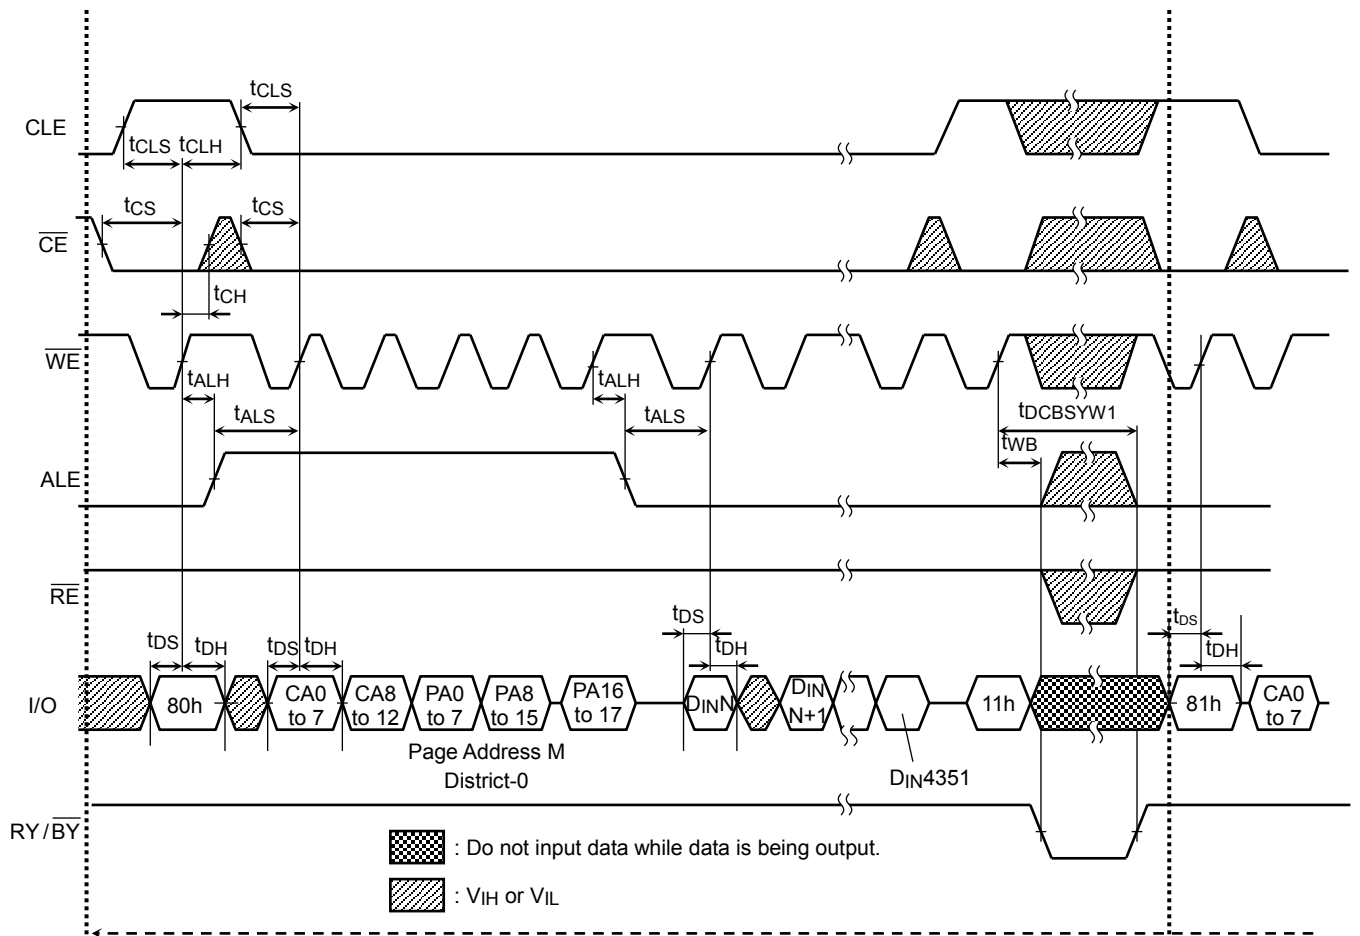 tCLS
CLE
tCLS tCLH
tCS tCS
CE
tCH
WE
tALH tALH
tALS tALS tDCBSYW1
tWB
ALE
RE
tDS tDH tDS tDH tDS tDH tDS tDH
I/O
80h
CA0 to 7
CA8 to 12
PA0 to 7
PA8 to 15
PA16 to 17
DINN
DIN N+1
11h
81h
CA0 to 7
Page Address M
District-0
DIN4351
RY/BY
: Do not input data while data is being output.
: VIH or VIL